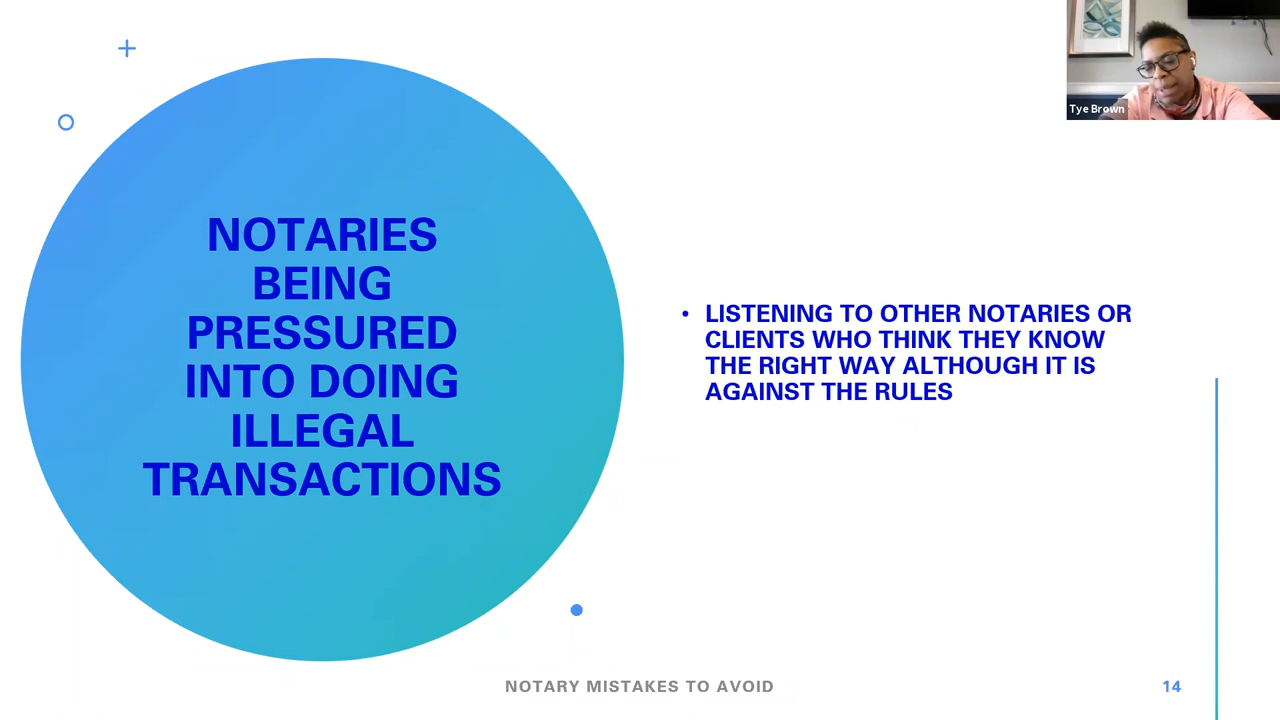 Tye Brown
NOTARIES
BEING
PRESSURED
INTO DOING
ILLEGAL
TRANSACTIONS
• LISTENING TO OTHER NOTARIES OR
CLIENTS WHO THINK THEY KNOW
THE RIGHT WAY ALTHOUGH IT IS
AGAINST THE RULES
NOTARY MISTAKES TO AVOID
14